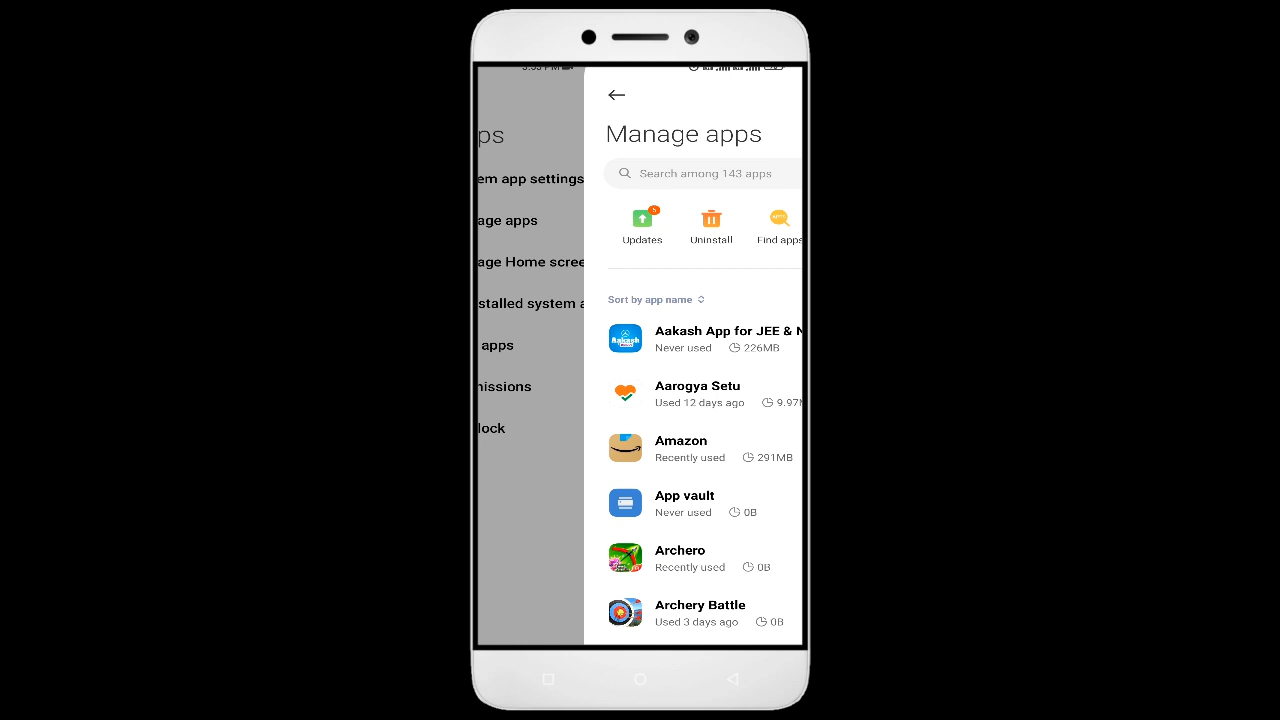 ps
em app settings
age apps
age Home scree
stalled system a
apps
nissions
lock
Manage apps
Search among 143 apps
5
Updates
Uninstall
Find apps
Sort by app name
Aakash App for JEE & N
Never used 226MB
Aarogya Setu
Used 12 days ago 9.97M
Amazon
Recently used 291MB
App vault
Never used 0B
Archero
Recently used 0B
Archery Battle
Used 3 days ago 0B